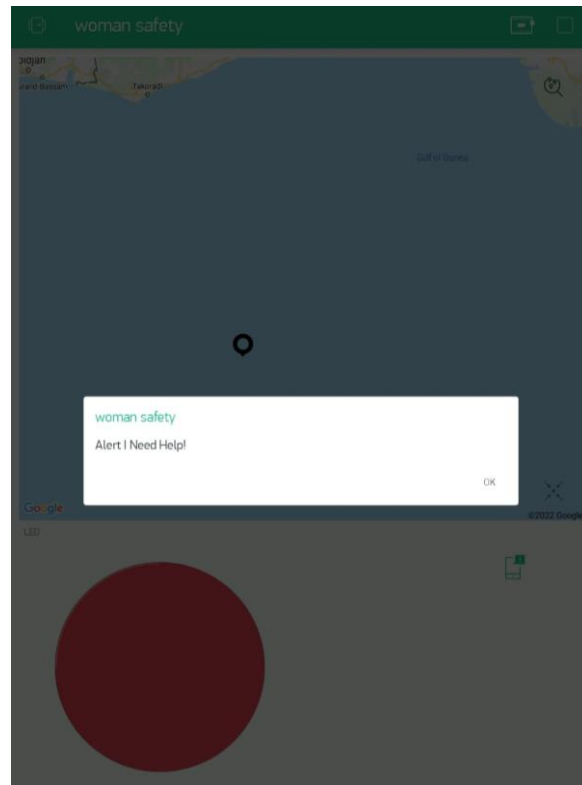 woman safety
Takoradi
Gulf of Guinea
woman safety
Alert I Need Help!
OK
Google
©2022 Google
LED